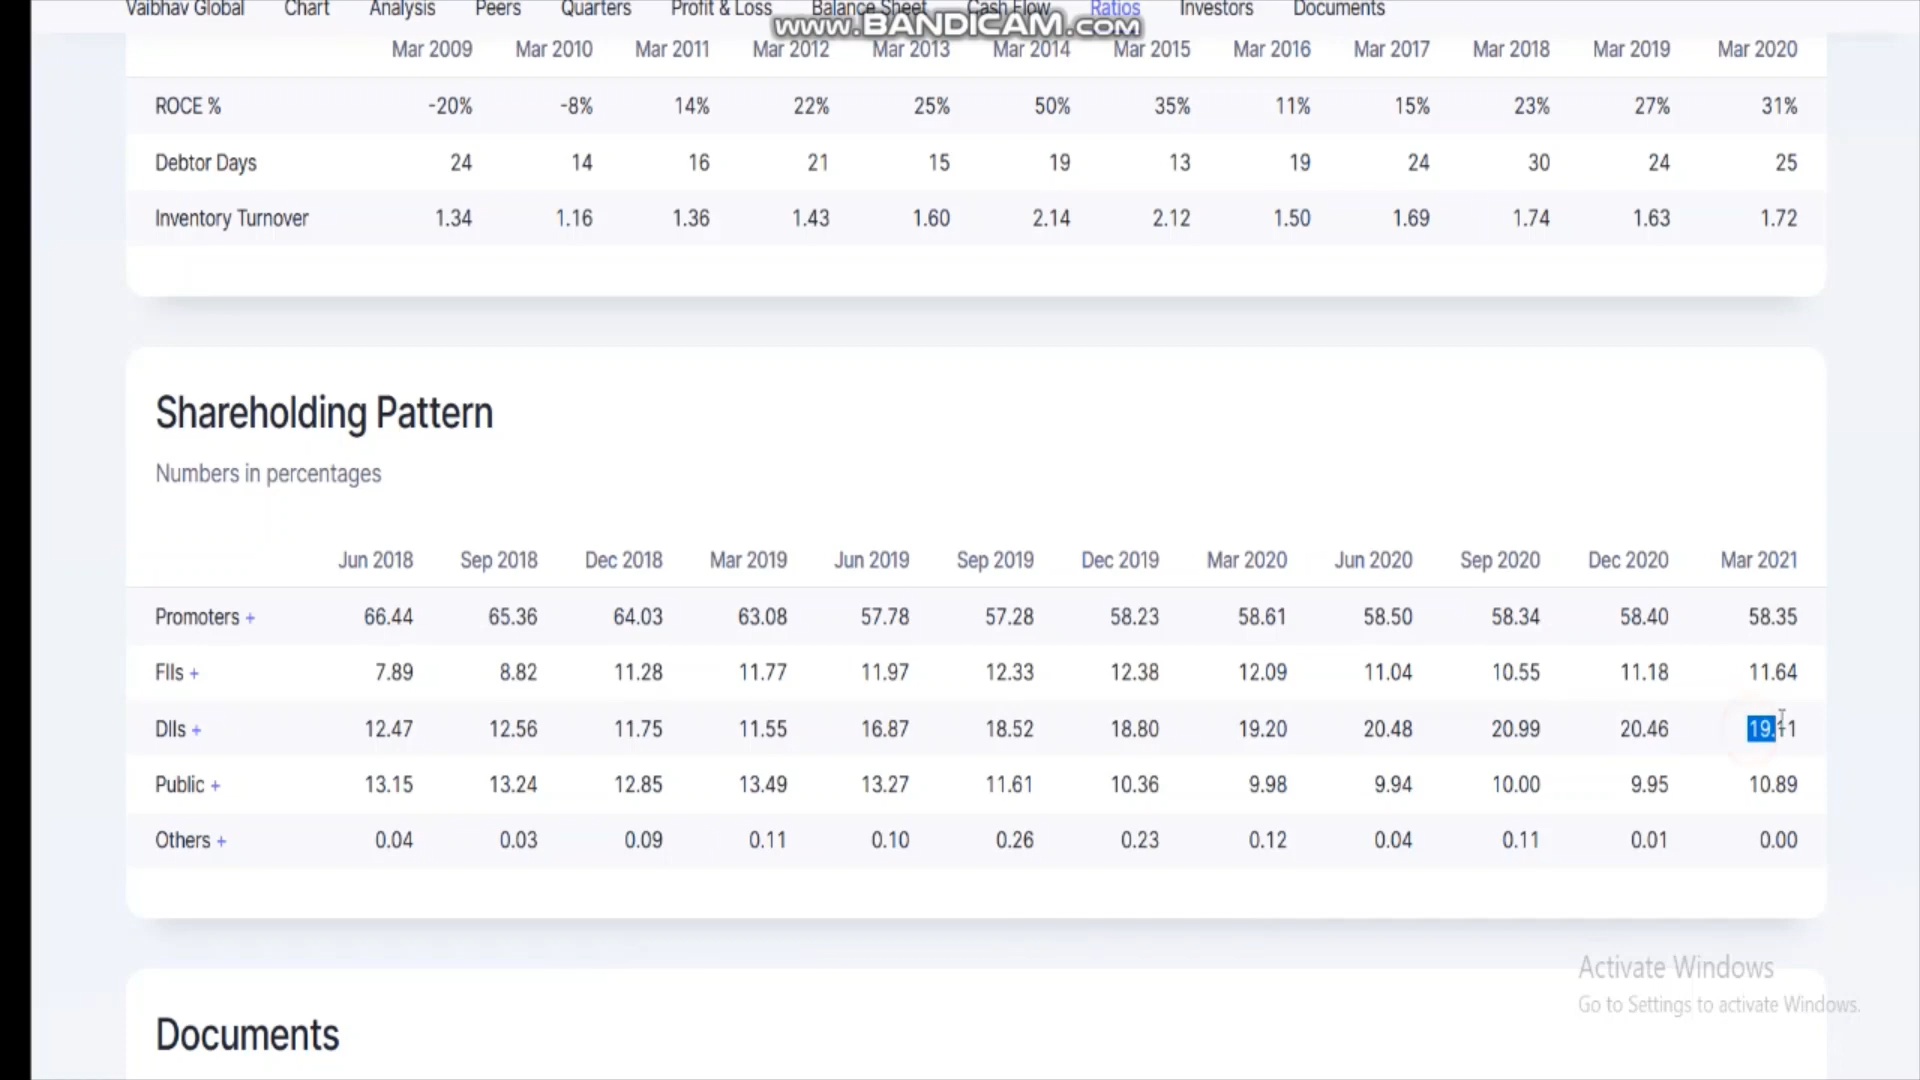 Vaibhav Global Chart Analysis Peers Quarters Profit & Loss Balance Sheet Cash Flow Ratios Investors Documents
www.BANDICAM.com
Mar 2009 Mar 2010 Mar 2011 Mar 2012 Mar 2013 Mar 2014 Mar 2015 Mar 2016 Mar 2017 Mar 2018 Mar 2019 Mar 2020
ROCE % -20% -8% 14% 22% 25% 50% 35% 11% 15% 23% 27% 31%
Debtor Days 24 14 16 21 15 19 13 19 24 30 24 25
Inventory Turnover 1.34 1.16 1.36 1.43 1.60 2.14 2.12 1.50 1.69 1.74 1.63 1.72
Shareholding Pattern
Numbers in percentages
Jun 2018 Sep 2018 Dec 2018 Mar 2019 Jun 2019 Sep 2019 Dec 2019 Mar 2020 Jun 2020 Sep 2020 Dec 2020 Mar 2021
Promoters + 66.44 65.36 64.03 63.08 57.78 57.28 58.23 58.61 58.50 58.34 58.40 58.35
FIIs + 7.89 8.82 11.28 11.77 11.97 12.33 12.38 12.09 11.04 10.55 11.18 11.64
DIIs + 12.47 12.56 11.75 11.55 16.87 18.52 18.80 19.20 20.48 20.99 20.46 19.11
Public + 13.15 13.24 12.85 13.49 13.27 11.61 10.36 9.98 9.94 10.00 9.95 10.89
Others + 0.04 0.03 0.09 0.11 0.10 0.26 0.23 0.12 0.04 0.11 0.01 0.00
Activate Windows
Go to Settings to activate Windows.
Documents